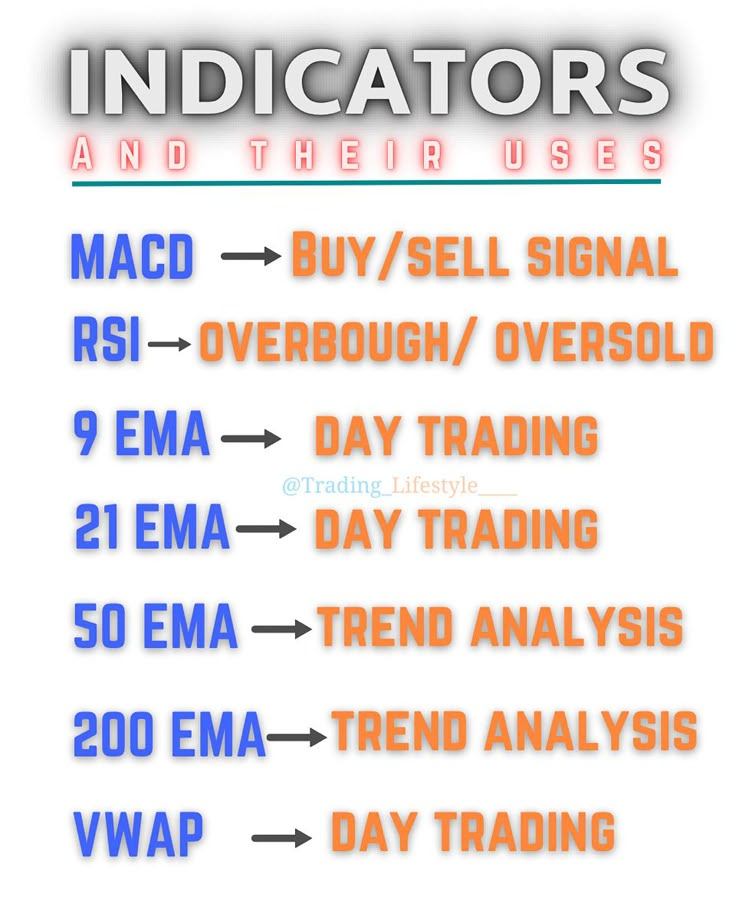 INDICATORS
AND THEIR USES
MACD → BUY/SELL SIGNAL
RSI → OVERBOUGH/ OVERSOLD
9 EMA → DAY TRADING
@Trading_Lifestyle____
21 EMA → DAY TRADING
50 EMA → TREND ANALYSIS
200 EMA → TREND ANALYSIS
VWAP → DAY TRADING